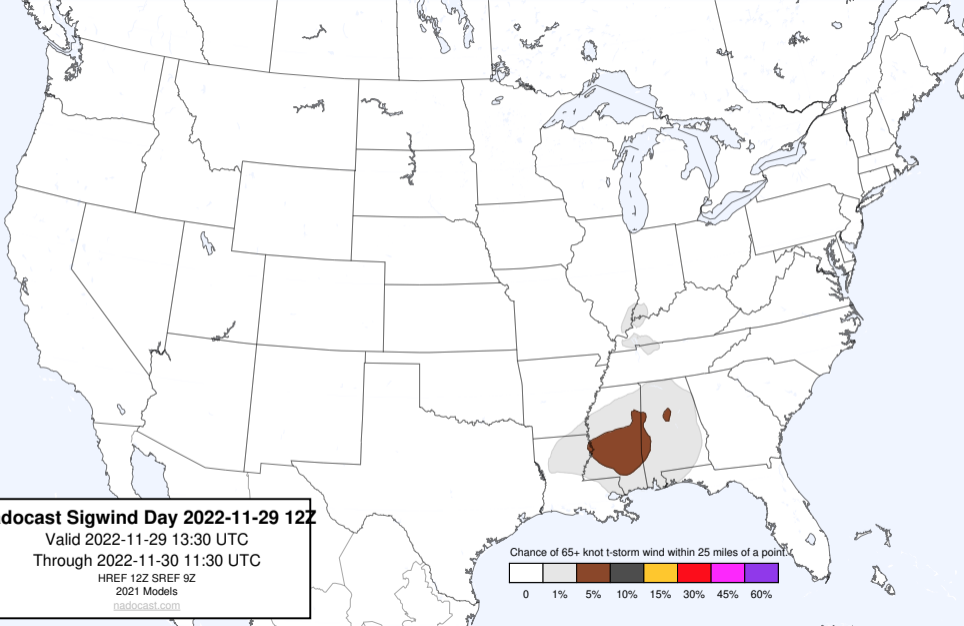 adocast Sigwind Day 2022-11-29 12Z
Valid 2022-11-29 13:30 UTC
Through 2022-11-30 11:30 UTC
HREF 12Z SREF 9Z
2021 Models
nadocast.com
Chance of 65+ knot t-storm wind within 25 miles of a point.
0 1% 5% 10% 15% 30% 45% 60%